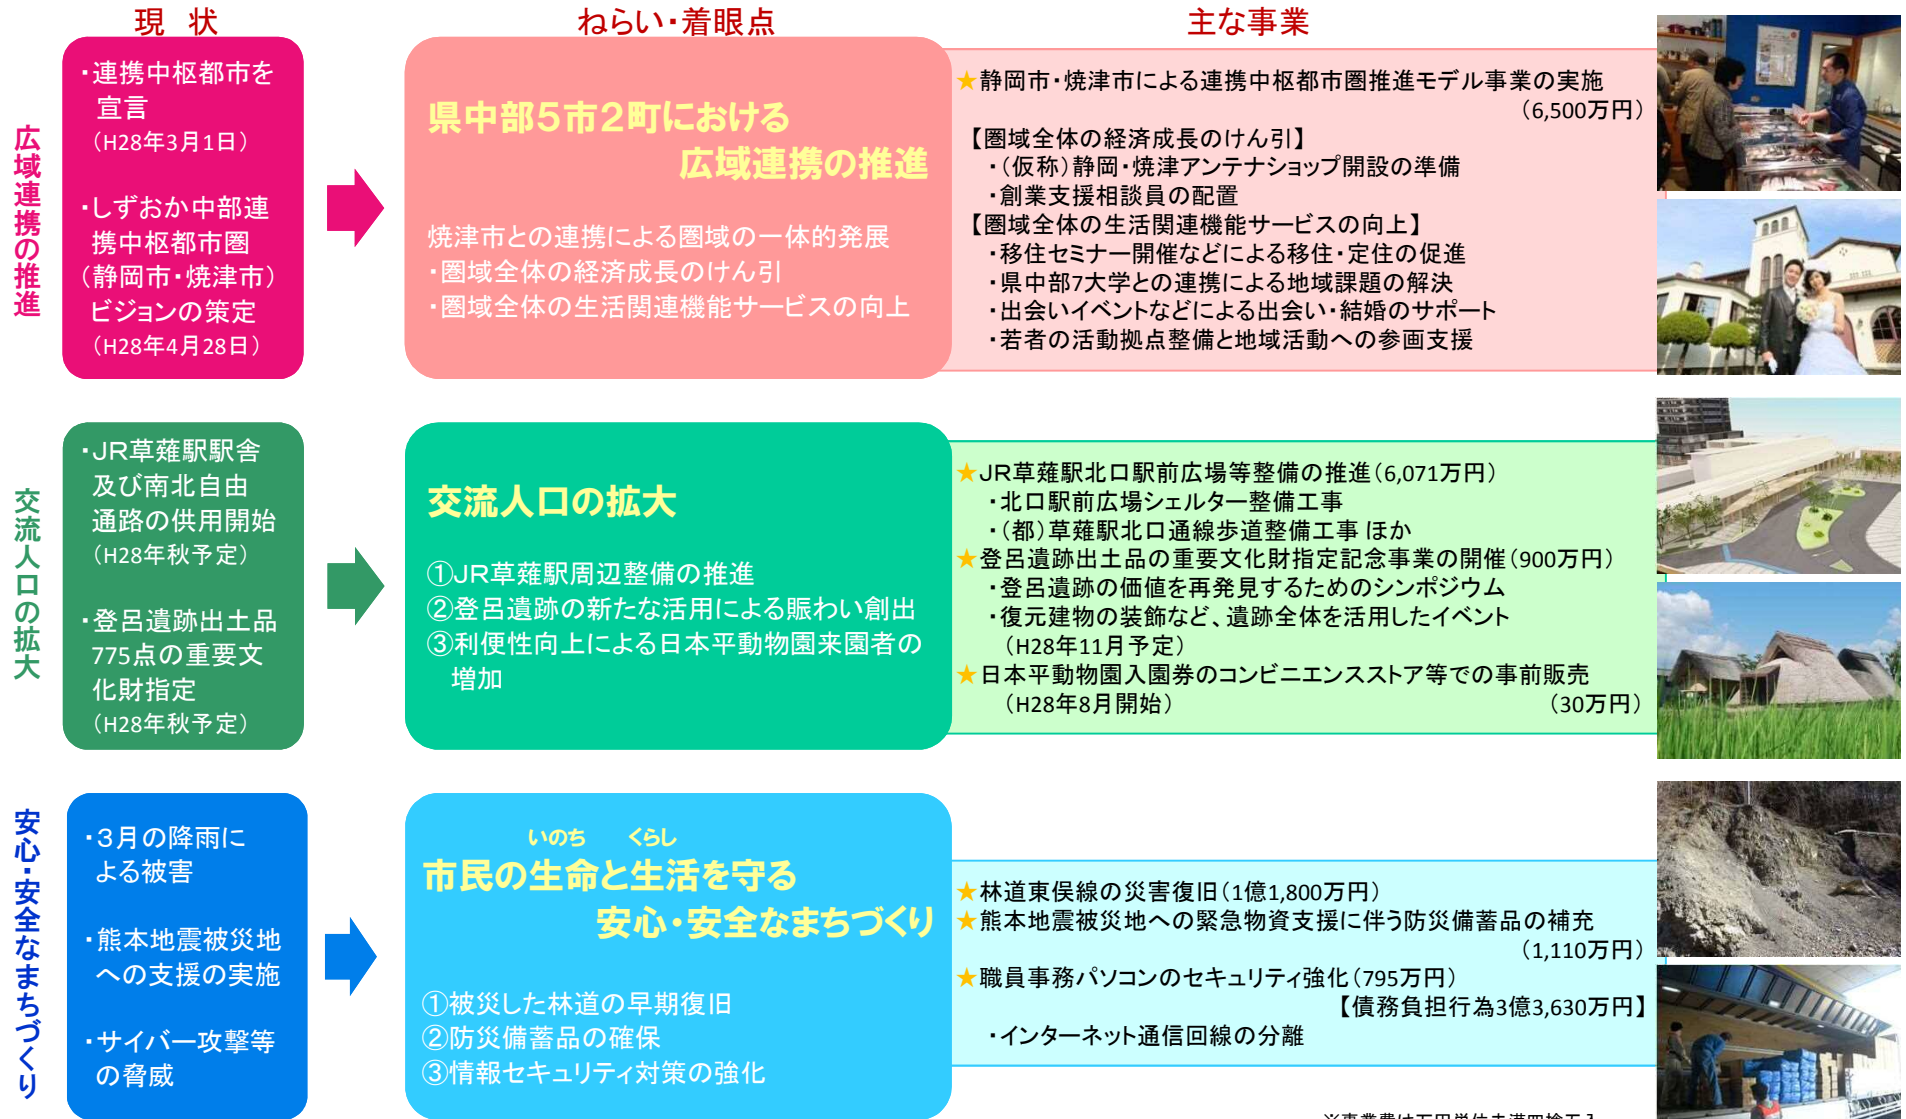 現 状
ねらい・着眼点
主な事業
広域連携の推進
・連携中枢都市を
宣言
(H28年3月1日)
・しずおか中部連
携中枢都市圏
(静岡市・焼津市)
ビジョンの策定
(H28年4月28日)
県中部5市2町における
広域連携の推進
焼津市との連携による圏域の一体的発展
・圏域全体の経済成長のけん引
・圏域全体の生活関連機能サービスの向上
★静岡市・焼津市による連携中枢都市圏推進モデル事業の実施
(6,500万円)
【圏域全体の経済成長のけん引】
・(仮称)静岡・焼津アンテナショップ開設の準備
・創業支援相談員の配置
【圏域全体の生活関連機能サービスの向上】
・移住セミナー開催などによる移住・定住の促進
・県中部7大学との連携による地域課題の解決
・出会いイベントなどによる出会い・結婚のサポート
・若者の活動拠点整備と地域活動への参画支援
交流人口の拡大
・JR草薙駅駅舎
及び南北自由
通路の供用開始
(H28年秋予定)
・登呂遺跡出土品
775点の重要文
化財指定
(H28年秋予定)
交流人口の拡大
①JR草薙駅周辺整備の推進
②登呂遺跡の新たな活用による賑わい創出
③利便性向上による日本平動物園来園者の
増加
★JR草薙駅北口駅前広場等整備の推進(6,071万円)
・北口駅前広場シェルター整備工事
・(都)草薙駅北口通線歩道整備工事 ほか
★登呂遺跡出土品の重要文化財指定記念事業の開催(900万円)
・登呂遺跡の価値を再発見するためのシンポジウム
・復元建物の装飾など、遺跡全体を活用したイベント
(H28年11月予定)
★日本平動物園入園券のコンビニエンスストア等での事前販売
(H28年8月開始) (30万円)
安心・安全なまちづくり
・3月の降雨に
よる被害
・熊本地震被災地
への支援の実施
・サイバー攻撃等
の脅威
いのち くらし
市民の生命と生活を守る
安心・安全なまちづくり
①被災した林道の早期復旧
②防災備蓄品の確保
③情報セキュリティ対策の強化
★林道東俣線の災害復旧(1億1,800万円)
★熊本地震被災地への緊急物資支援に伴う防災備蓄品の補充
(1,110万円)
★職員事務パソコンのセキュリティ強化(795万円)
【債務負担行為3億3,630万円】
・インターネット通信回線の分離
※事業費は万円単位未満四捨五入